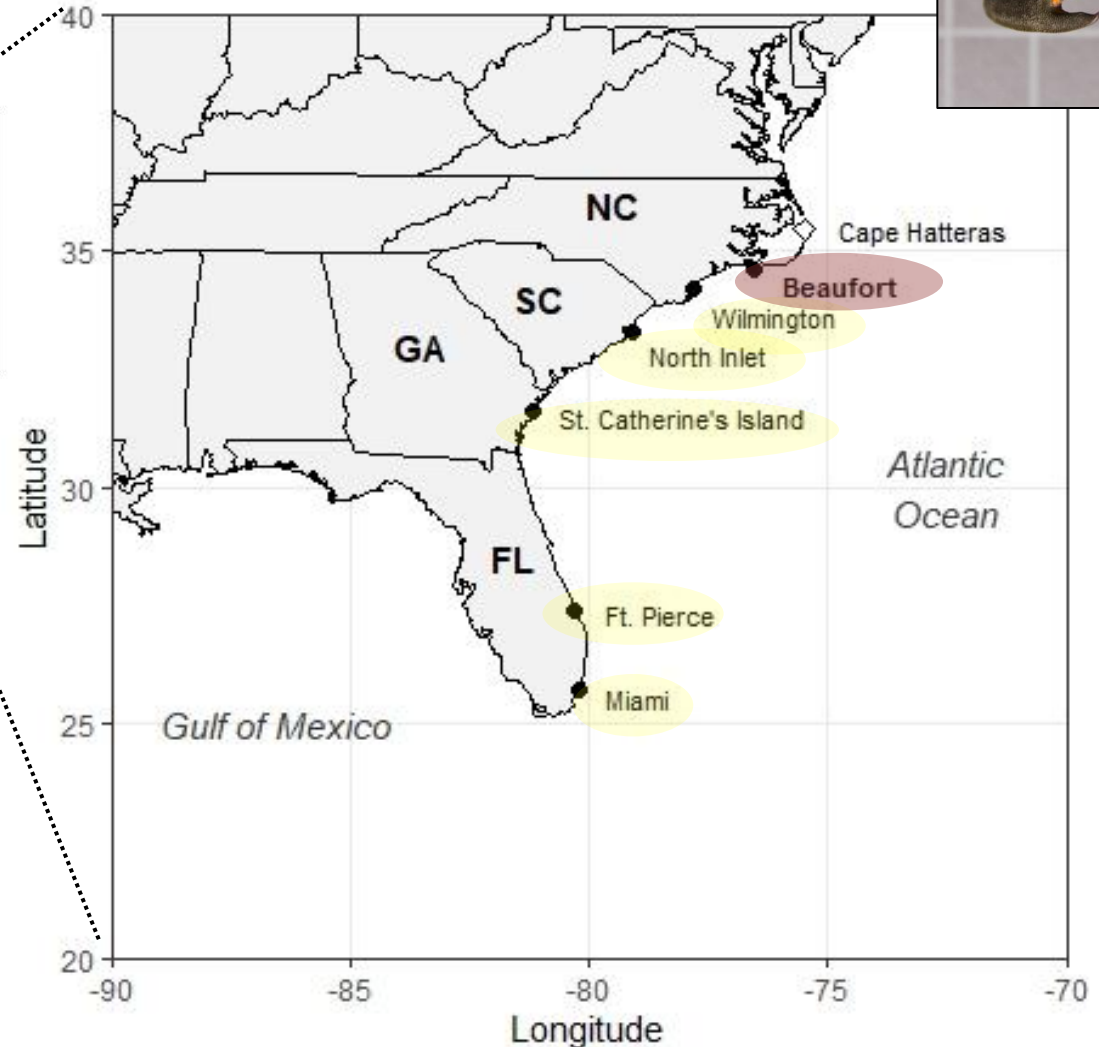 40
NC
Cape Hatteras
35
Beaufort
SC
Wilmington
GA
North Inlet
St. Catherine's Island
Atlantic
Ocean
Latitude
30
FL
Ft. Pierce
Miami
Gulf of Mexico
25
20
-90
-85
-80
-75
-70
Longitude